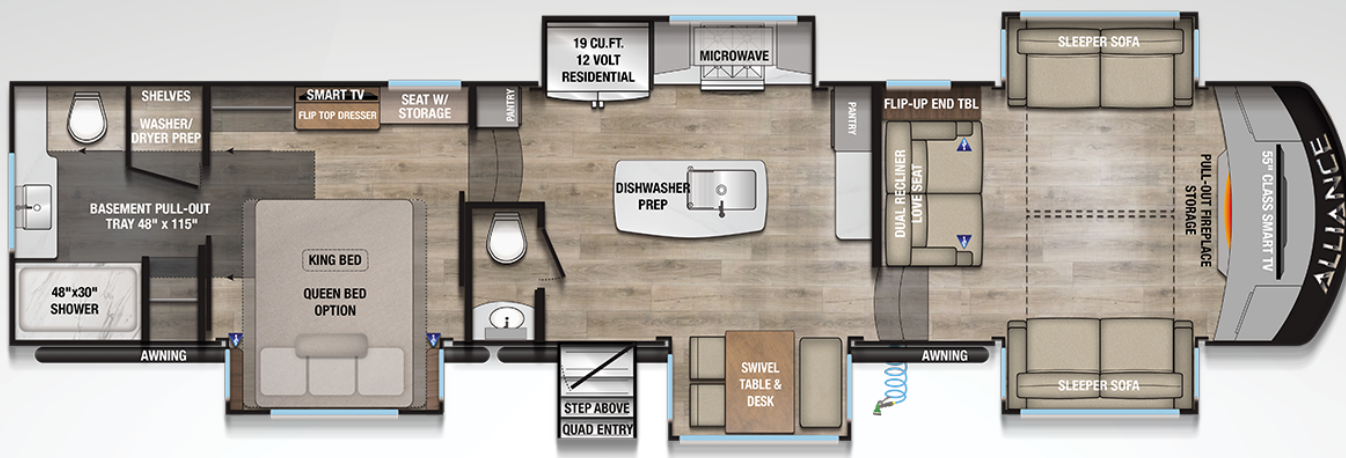 SHELVES
WASHER/
DRYER PREP
SMART TV
FLIP TOP DRESSER
SEAT W/
STORAGE
PANTRY
19 CU.FT.
12 VOLT
RESIDENTIAL
MICROWAVE
PANTRY
FLIP-UP END TBL
DUAL RECLINER
LOVE SEAT
SLEEPER SOFA
PULL-OUT FIREPLACE
STORAGE
55" CLASS SMART TV
ALLIANCE
BASEMENT PULL-OUT
TRAY 48" x 115"
48"x30"
SHOWER
KING BED
QUEEN BED
OPTION
DISHWASHER
PREP
AWNING
STEP ABOVE
QUAD ENTRY
SWIVEL
TABLE &
DESK
AWNING
SLEEPER SOFA